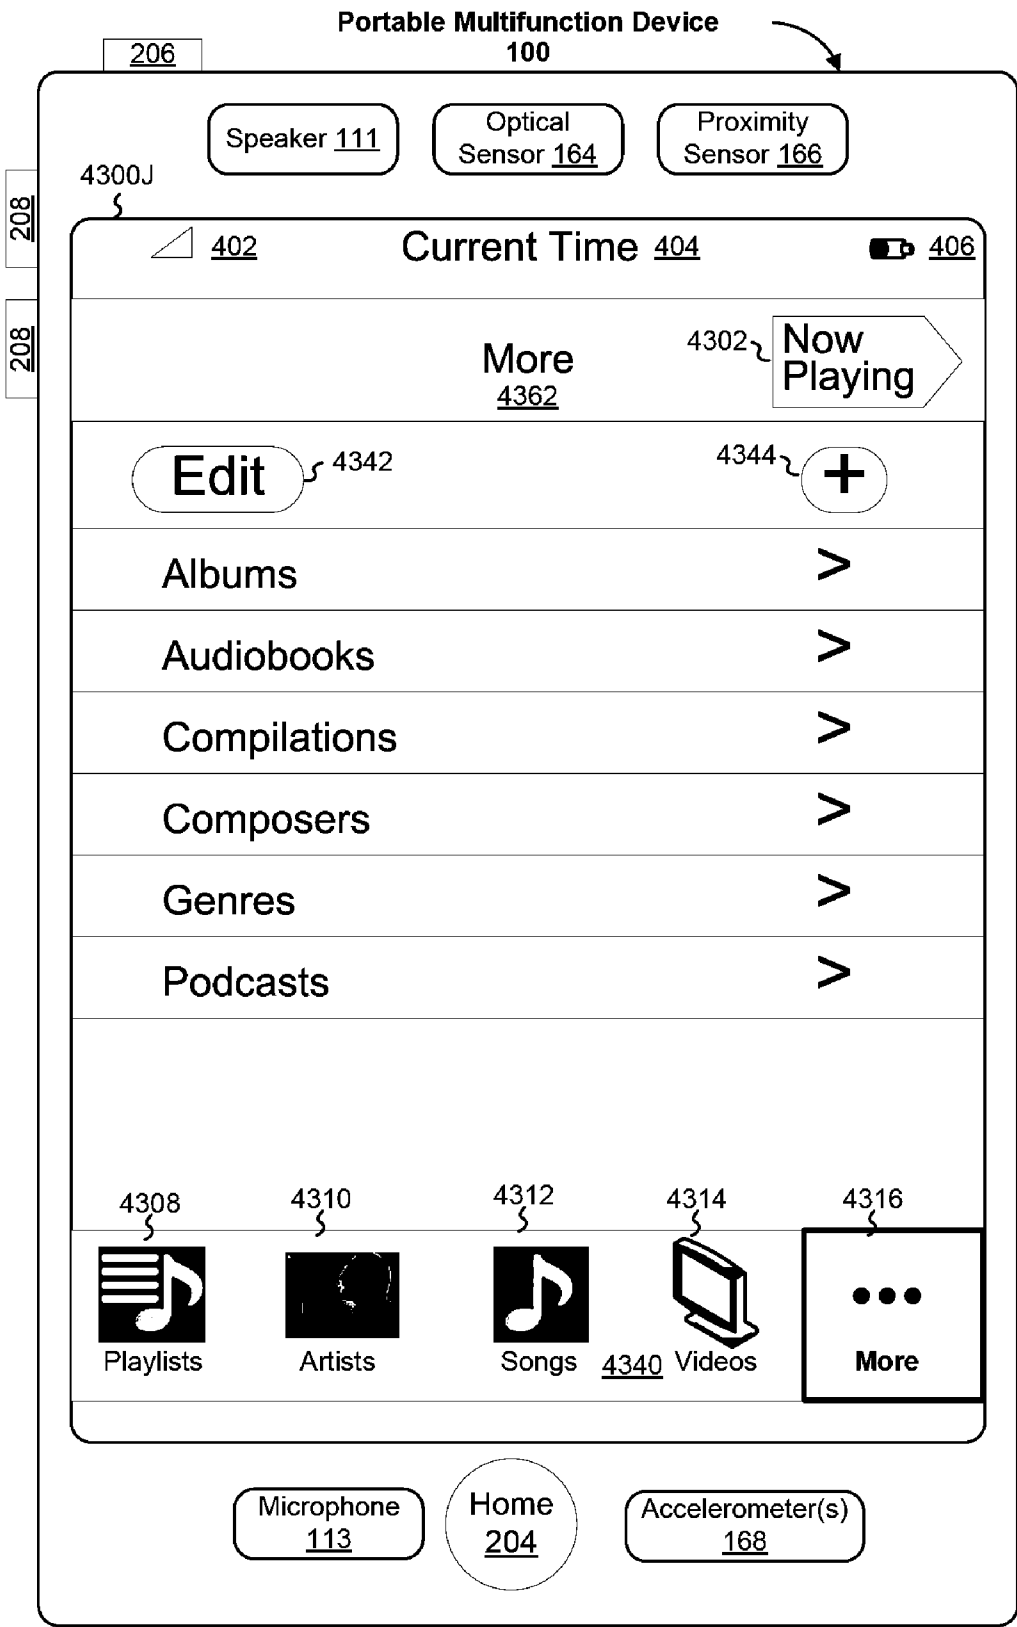 Portable Multifunction Device
100
206
Speaker 111
Optical
Sensor 164
Proximity
Sensor 166
4300J
208
208
402
Current Time 404
406
More
4362
4302
Now
Playing
Edit
4342
4344
+
Albums >
Audiobooks >
Compilations >
Composers >
Genres >
Podcasts >
4308
4310
4312
4314
4316
Playlists
Artists
Songs
4340
Videos
More
Microphone
113
Home
204
Accelerometer(s)
168